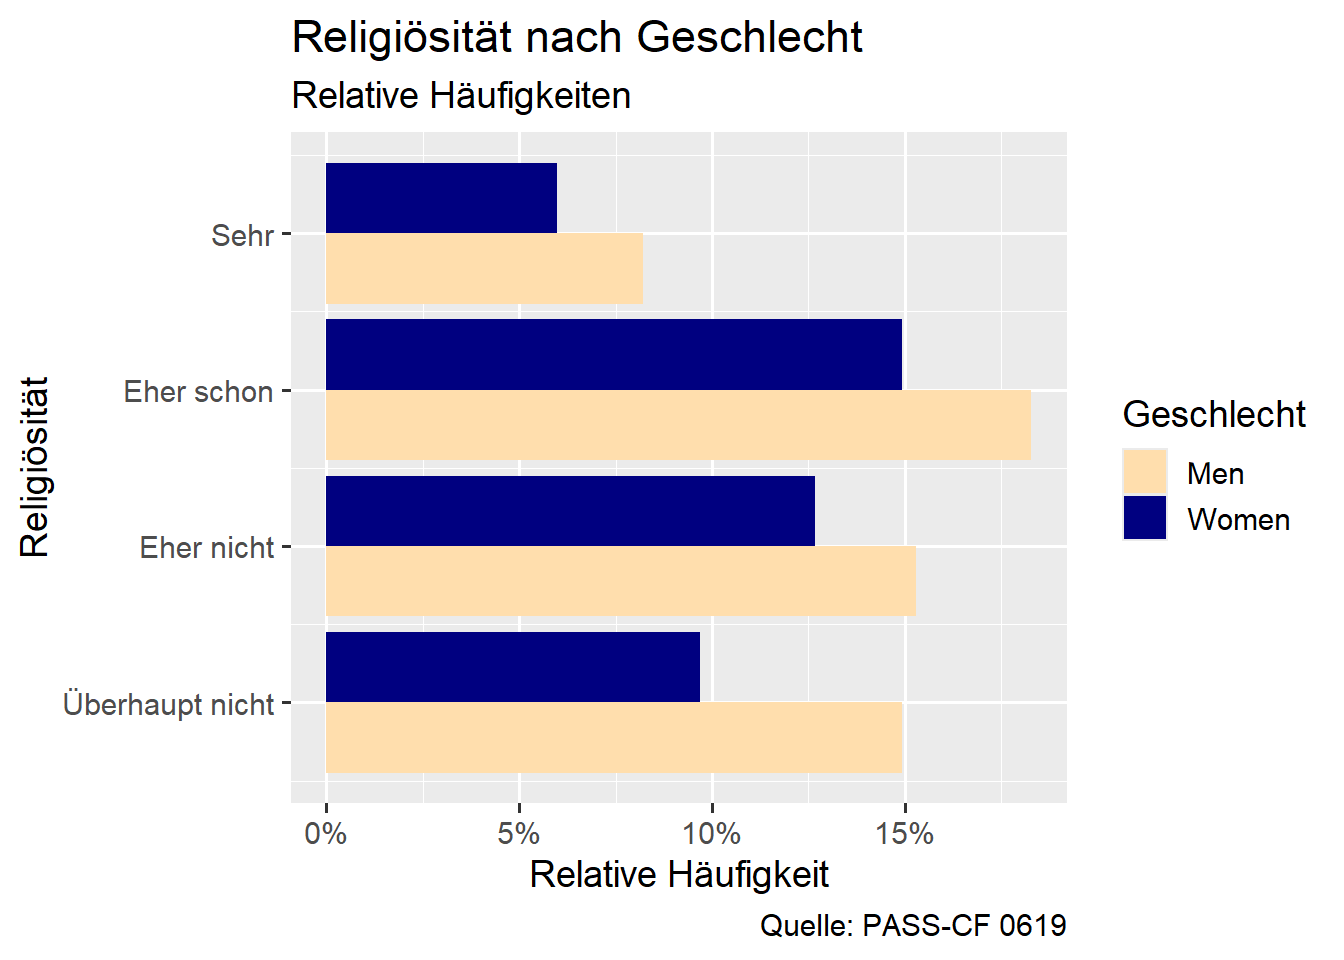 Religiösität nach Geschlecht
Relative Häufigkeiten
Religiösität
Sehr
Eher schon
Eher nicht
Überhaupt nicht
0%
5%
10%
15%
Relative Häufigkeit
Geschlecht
Men
Women
Quelle: PASS-CF 0619